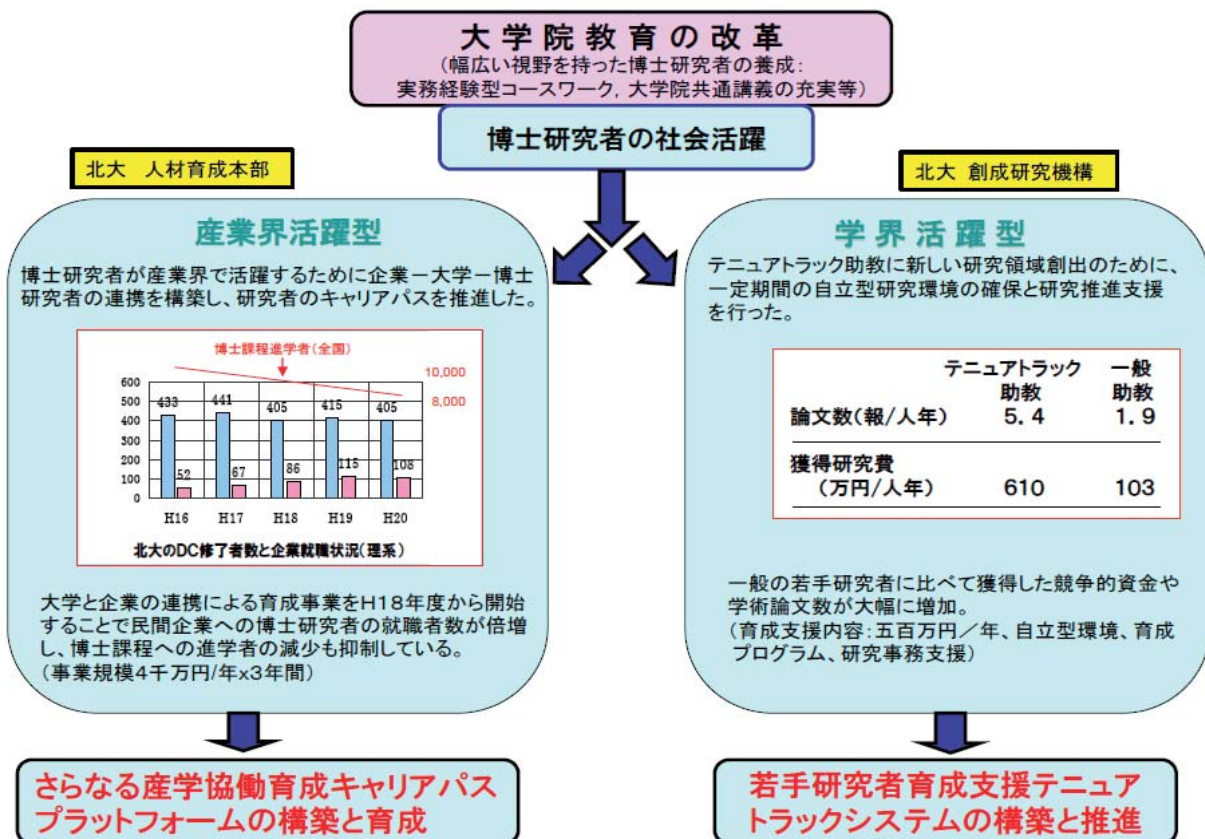 大学院教育の改革
(幅広い視野を持った博士研究者の養成:
実務経験型コースワーク, 大学院共通講義の充実等)
博士研究者の社会活躍
北大 人材育成本部
産業界活躍型
博士研究者が産業界で活躍するために企業－大学－博士
研究者の連携を構築し、研究者のキャリアパスを推進した。
博士課程進学者(全国)
10,000
8,000
600
500
400
300
200
100
0
433
441
405
415
405
52
67
86
115
108
H16
H17
H18
H19
H20
北大のDC修了者数と企業就職状況(理系)
大学と企業の連携による育成事業をH18年度から開始
することで民間企業への博士研究者の就職者数が倍増
し、博士課程への進学者の減少も抑制している。
(事業規模4千万円/年x3年間)
さらなる産学協働育成キャリアパス
プラットフォームの構築と育成
北大 創成研究機構
学界活躍型
テニュアトラック助教に新しい研究領域創出のために、
一定期間の自立型研究環境の確保と研究推進支援
を行った。
テニュアトラック 一般
助教 助教
論文数(報/人年) 5．4 1．9
獲得研究費
(万円/人年) 610 103
一般の若手研究者に比べて獲得した競争的資金や
学術論文数が大幅に増加。
(育成支援内容:五百万円／年、自立型環境、育成
プログラム、研究事務支援)
若手研究者育成支援テニュア
トラックシステムの構築と推進